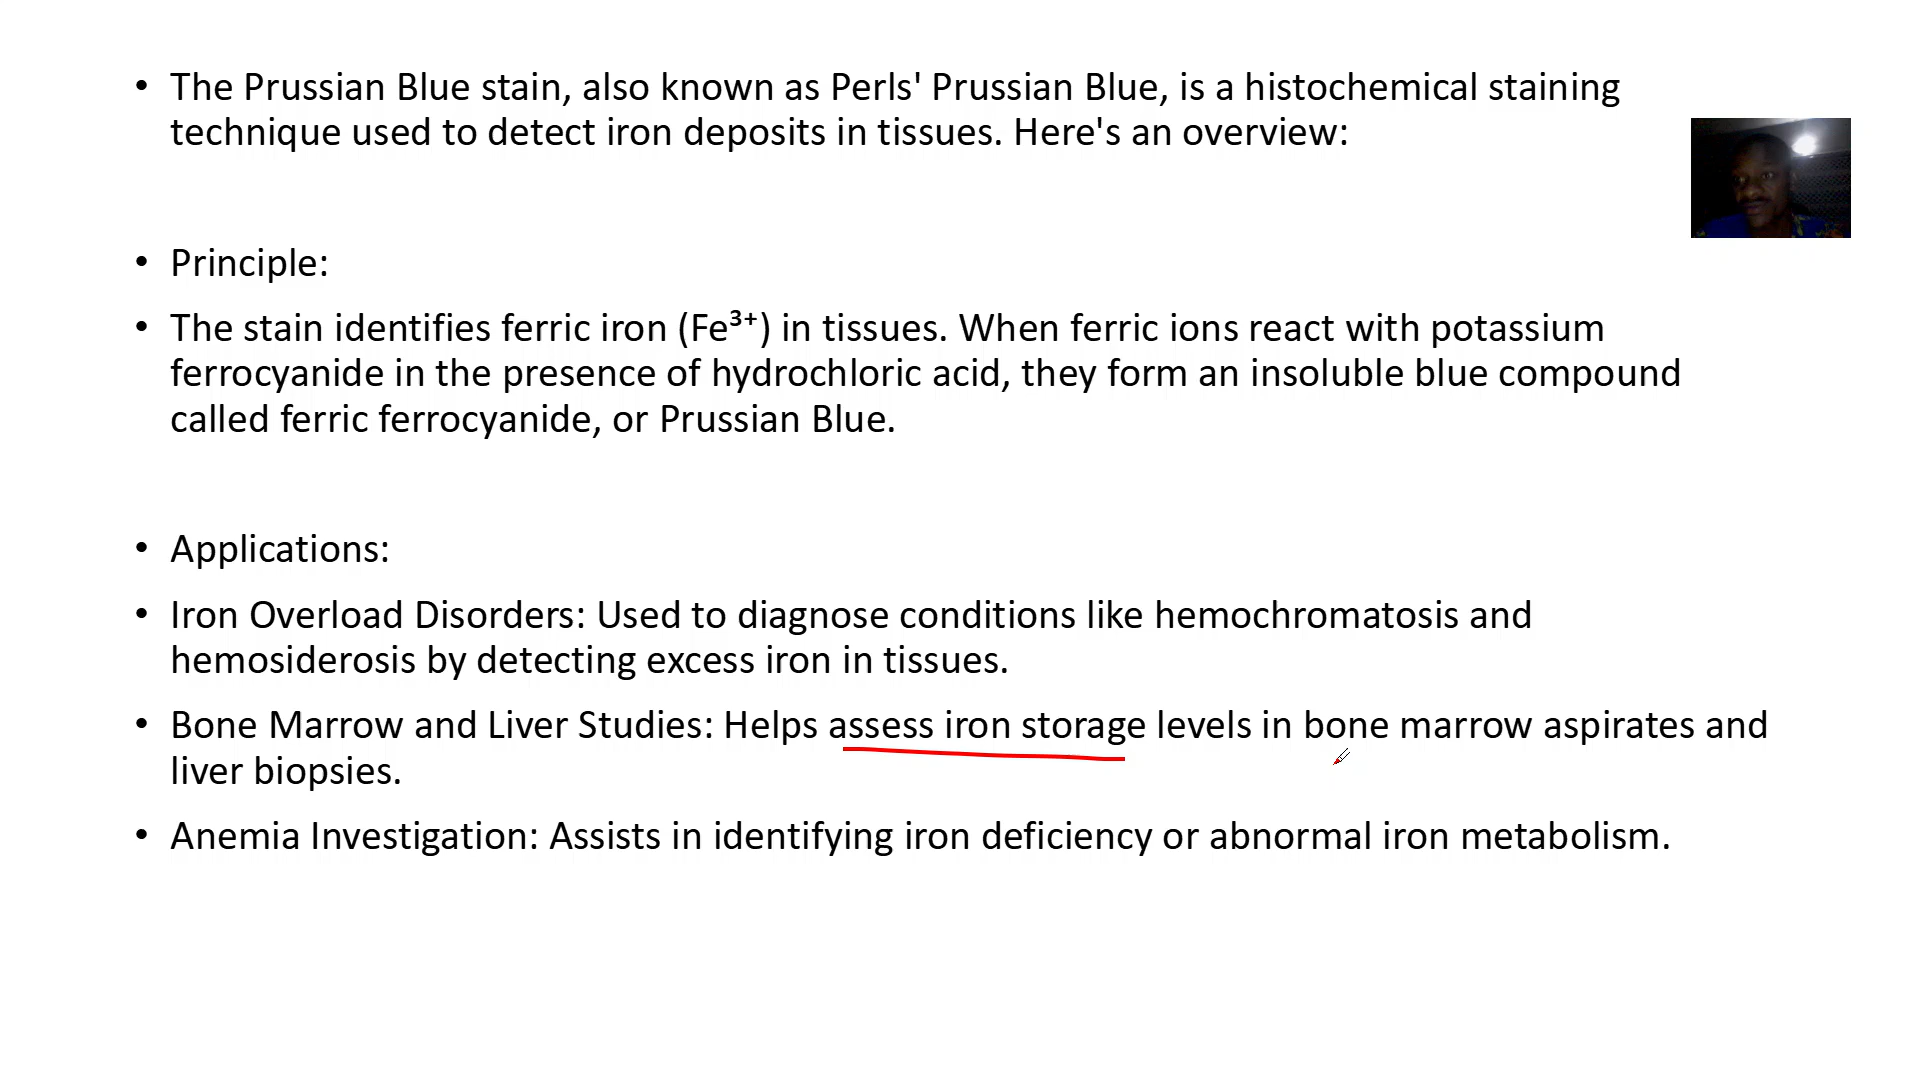 • The Prussian Blue stain, also known as Perls' Prussian Blue, is a histochemical staining
technique used to detect iron deposits in tissues. Here's an overview:
• Principle:
• The stain identifies ferric iron (Fe³⁺) in tissues. When ferric ions react with potassium
ferrocyanide in the presence of hydrochloric acid, they form an insoluble blue compound
called ferric ferrocyanide, or Prussian Blue.
• Applications:
• Iron Overload Disorders: Used to diagnose conditions like hemochromatosis and
hemosiderosis by detecting excess iron in tissues.
• Bone Marrow and Liver Studies: Helps assess iron storage levels in bone marrow aspirates and
liver biopsies.
• Anemia Investigation: Assists in identifying iron deficiency or abnormal iron metabolism.